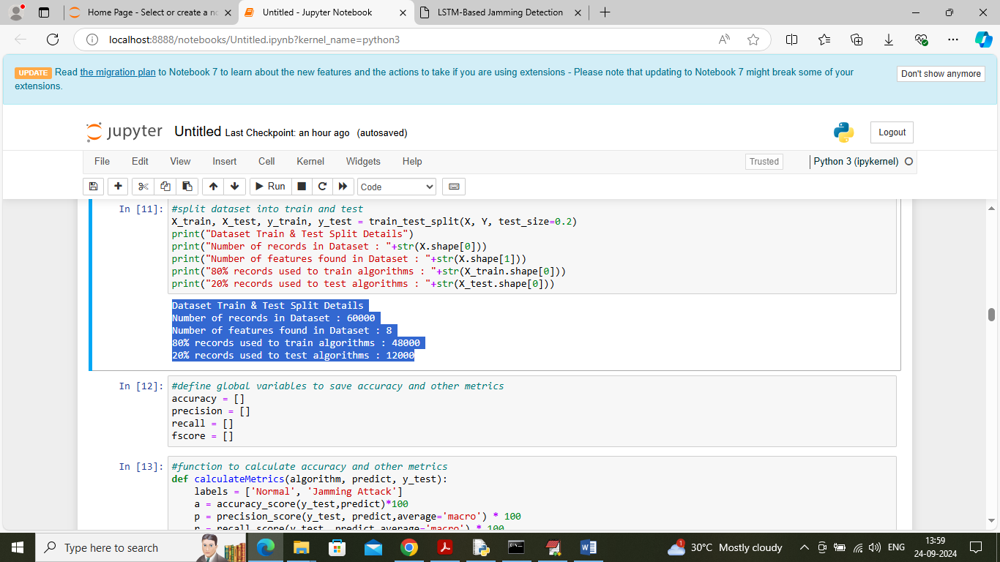 Home Page - Select or create a no
Untitled - Jupyter Notebook
LSTM-Based Jamming Detection
localhost:8888/notebooks/Untitled.ipynb?kernel_name=python3
UPDATE Read the migration plan to Notebook 7 to learn about the new features and the actions to take if you are using extensions - Please note that updating to Notebook 7 might break some of your
extensions.
Don't show anymore
jupyter Untitled Last Checkpoint: an hour ago (autosaved)
Logout
File Edit View Insert Cell Kernel Widgets Help
Trusted
Python 3 (ipykernel)
Run
Code
In [11]: #split dataset into train and test
X_train, X_test, y_train, y_test = train_test_split(X, Y, test_size=0.2)
print("Dataset Train & Test Split Details")
print("Number of records in Dataset : "+str(X.shape[0]))
print("Number of features found in Dataset : "+str(X.shape[1]))
print("80% records used to train algorithms : "+str(X_train.shape[0]))
print("20% records used to test algorithms : "+str(X_test.shape[0]))
Dataset Train & Test Split Details
Number of records in Dataset : 60000
Number of features found in Dataset : 8
80% records used to train algorithms : 48000
20% records used to test algorithms : 12000
In [12]: #define global variables to save accuracy and other metrics
accuracy = []
precision = []
recall = []
fscore = []
In [13]: #function to calculate accuracy and other metrics
def calculateMetrics(algorithm, predict, y_test):
labels = ['Normal', 'Jamming Attack']
a = accuracy_score(y_test,predict)*100
p = precision_score(y_test, predict,average='macro') * 100
r = recall_score(y_test, predict,average='macro') * 100
Type here to search
1
30°C Mostly cloudy
ENG
13:59
24-09-2024